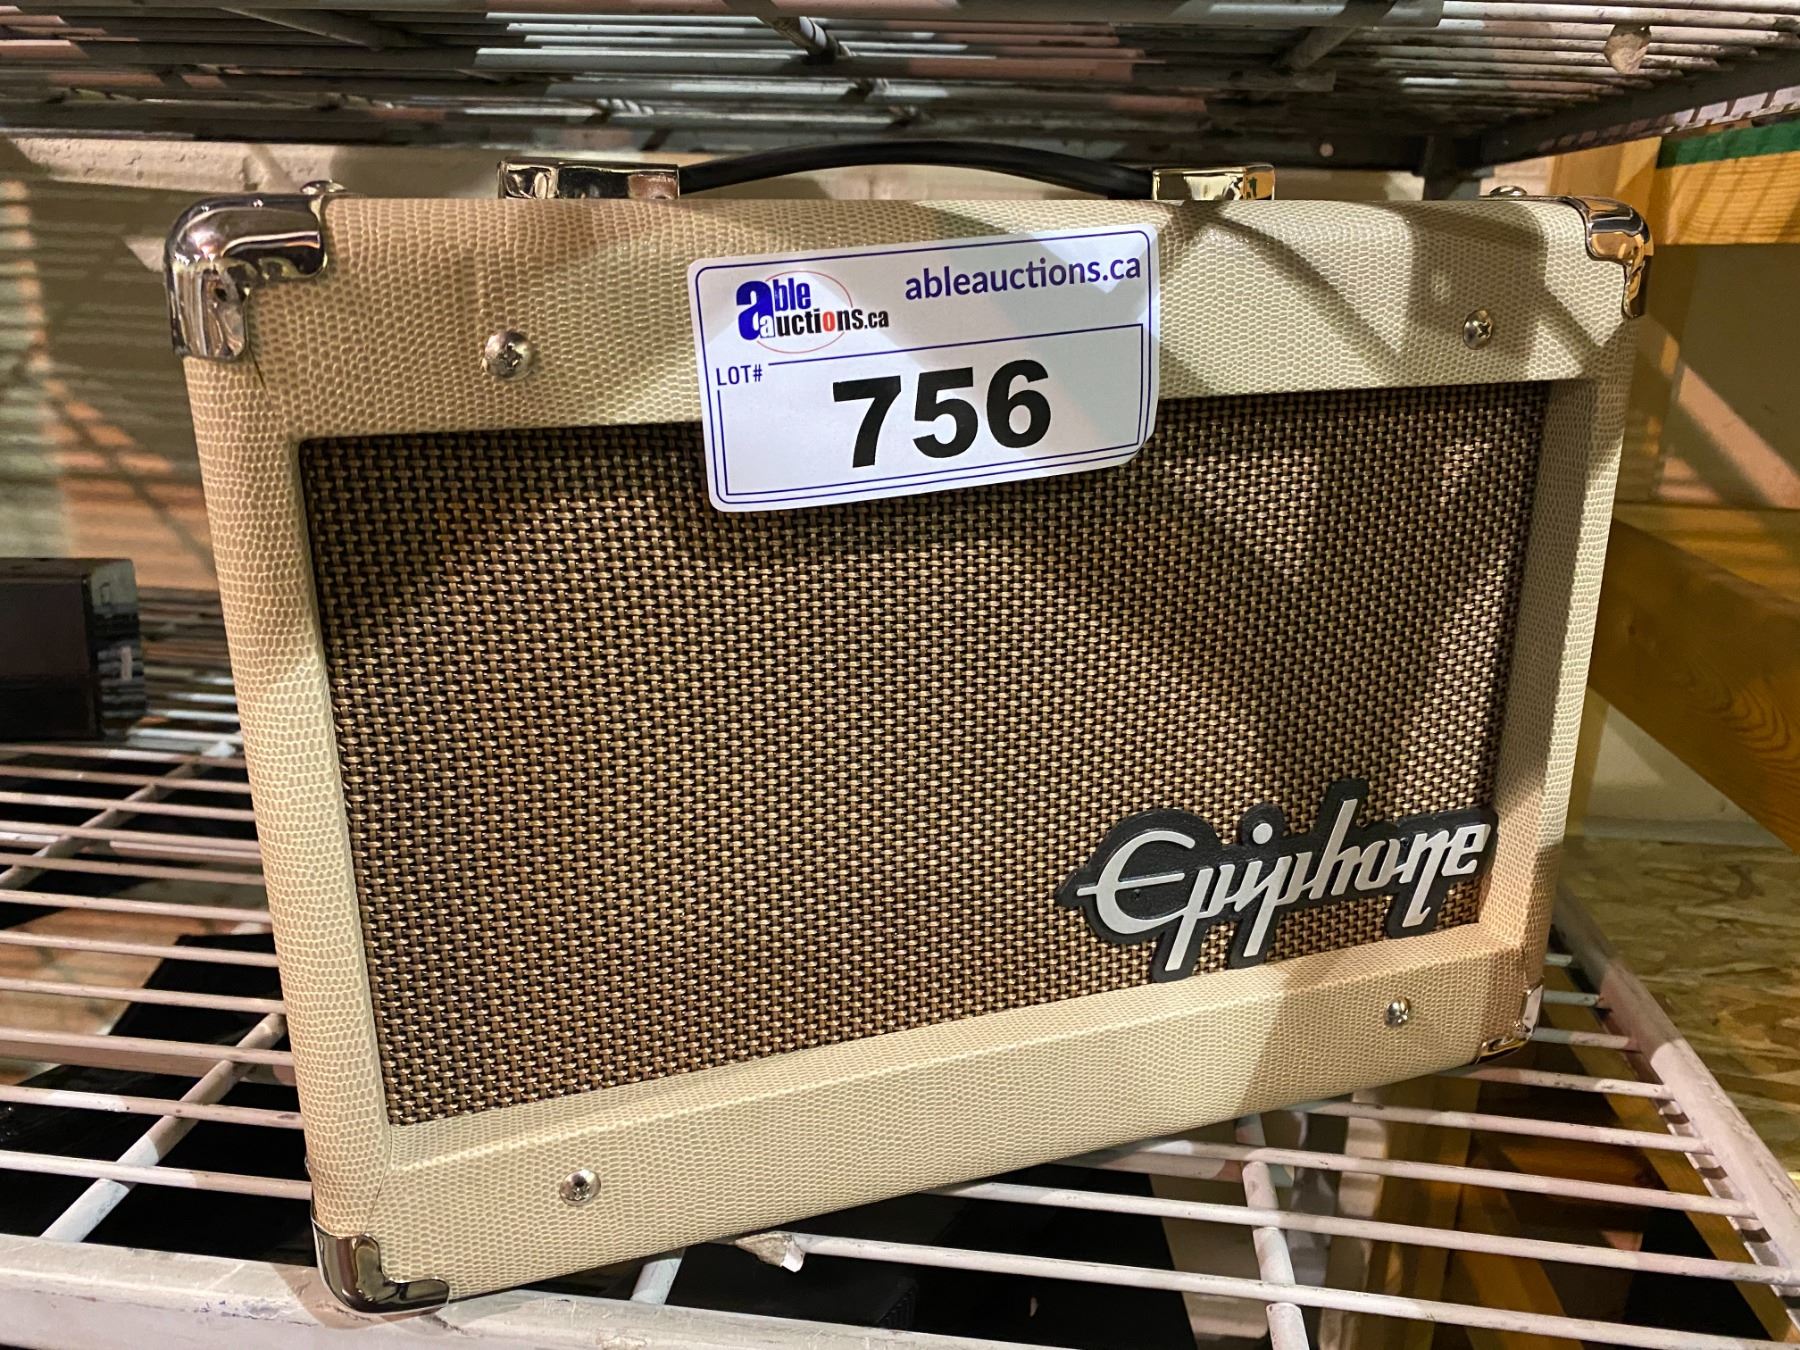 able
auctions.ca
ableauctions.ca
LOT#
756
Epiphone